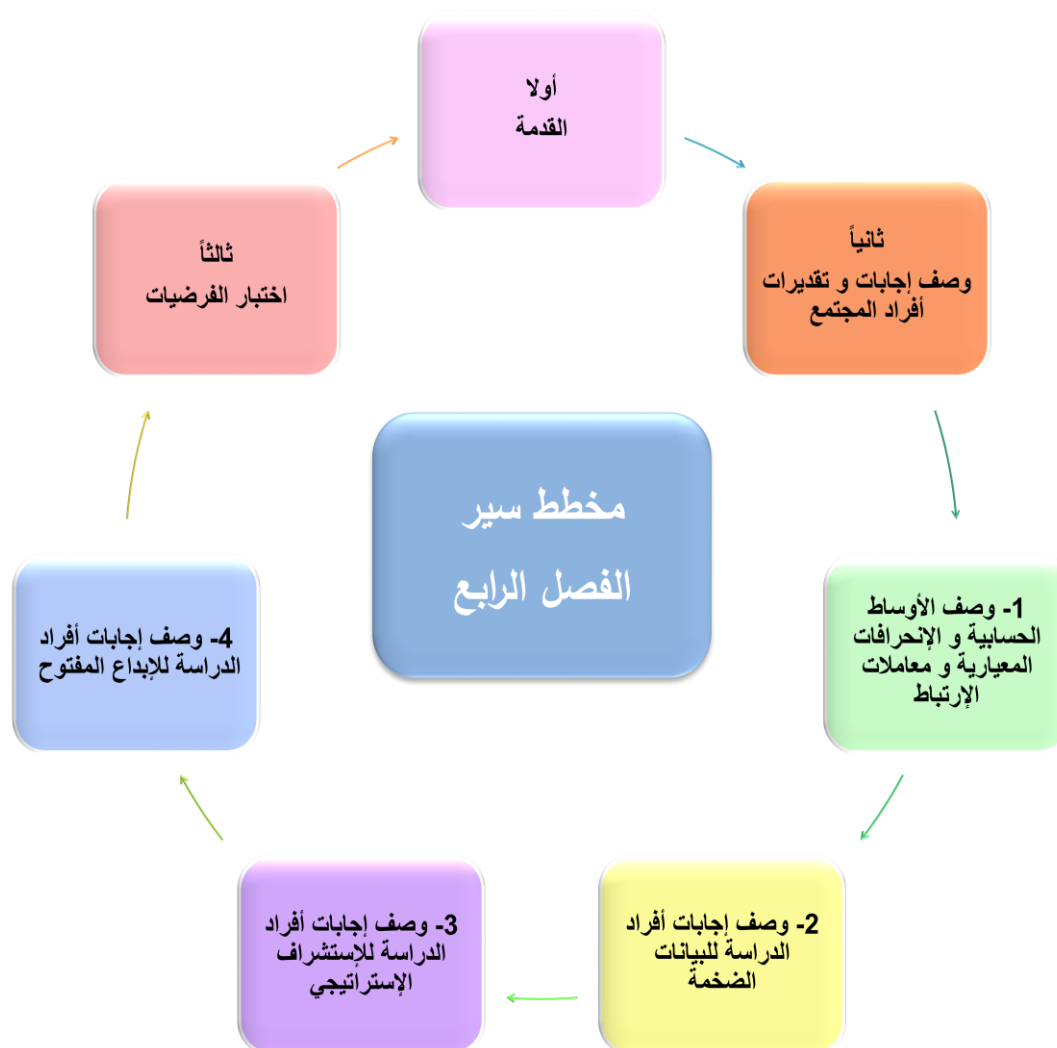 أولا
القدمة
ثانياً
وصف إجابات و تقديرات
أفراد المجتمع
1- وصف الأوساط
الحسابية و الإنحرافات
المعيارية و معاملات
الإرتباط
2- وصف إجابات أفراد
الدراسة للبيانات
الضخمة
3- وصف إجابات أفراد
الدراسة للإستشراف
الإستراتيجي
4- وصف إجابات أفراد
الدراسة للإبداع المفتوح
ثالثاً
اختبار الفرضيات
مخطط سير
الفصل الرابع